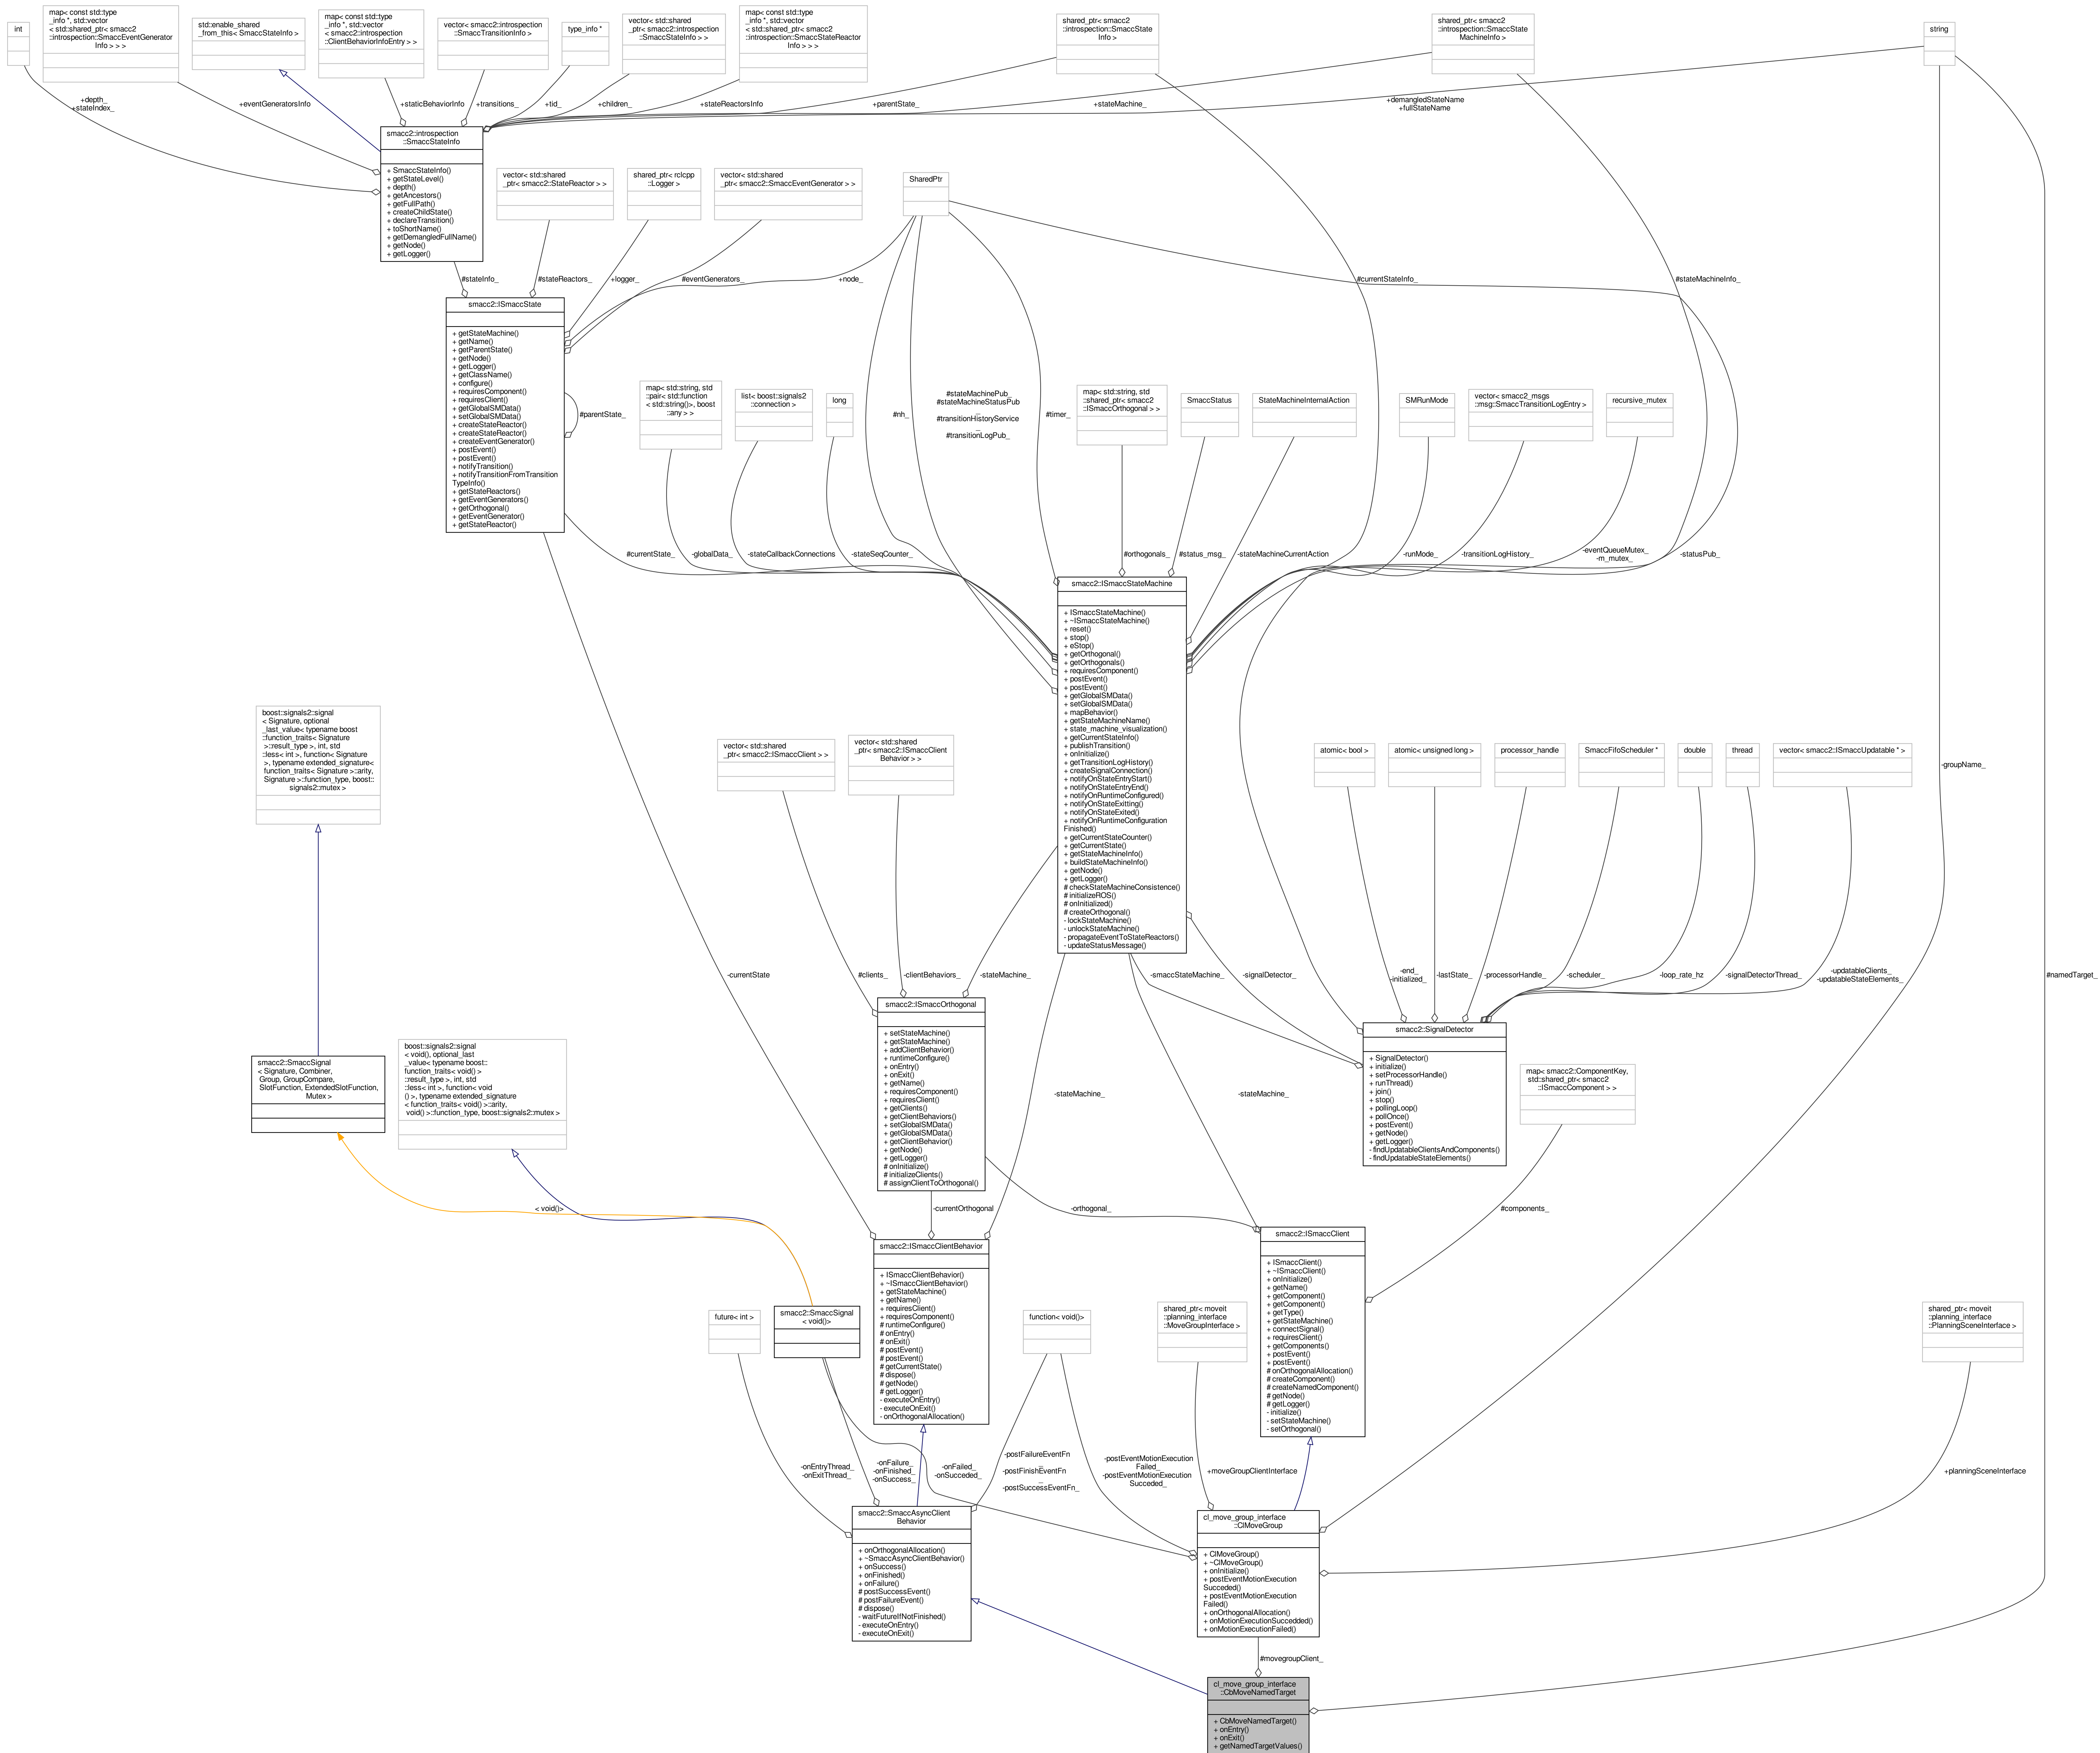 int
map< const std::type
_info *, std::vector
< std::shared_ptr< smacc2
::introspection::SmaccEventGenerator
Info > > >
std::enable_shared
_from_this< SmaccStateInfo >
map< const std::type
_info *, std::vector
< smacc2::introspection
::ClientBehaviorInfoEntry > >
vector< smacc2::introspection
::SmaccTransitionInfo >
type_info *
vector< std::shared
_ptr< smacc2::introspection
::SmaccStateInfo > >
map< const std::type
_info *, std::vector
< std::shared_ptr< smacc2
::introspection::SmaccStateReactor
Info > > >
shared_ptr< smacc2
::introspection::SmaccState
Info >
shared_ptr< smacc2
::introspection::SmaccState
MachineInfo >
string
+depth_
+stateIndex_
+eventGeneratorsInfo
+staticBehaviorInfo
+transitions_
+tid_
+children_
+stateReactorsInfo
+parentState_
+stateMachine_
+demangledStateName
+fullStateName
smacc2::introspection
::SmaccStateInfo
+ SmaccStateInfo()
+ getStateLevel()
+ depth()
+ getAncestors()
+ getFullPath()
+ createChildState()
+ declareTransition()
+ toShortName()
+ getDemangledFullName()
+ getNode()
+ getLogger()
vector< std::shared
_ptr< smacc2::StateReactor > >
shared_ptr< rclcpp
::Logger >
vector< std::shared
_ptr< smacc2::SmaccEventGenerator > >
SharedPtr
#stateInfo_
#stateReactors_
+logger_
#eventGenerators_
+node_
#currentStateInfo_
#stateMachineInfo_
smacc2::ISmaccState
+ getStateMachine()
+ getName()
+ getParentState()
+ getNode()
+ getLogger()
+ getClassName()
+ configure()
+ requiresComponent()
+ requiresClient()
+ getGlobalSMData()
+ setGlobalSMData()
+ createStateReactor()
+ createStateReactor()
+ createEventGenerator()
+ postEvent()
+ postEvent()
+ notifyTransition()
+ notifyTransitionFromTransition
TypeInfo()
+ getStateReactors()
+ getEventGenerators()
+ getOrthogonal()
+ getEventGenerator()
+ getStateReactor()
#parentState_
map< std::string, std
::pair< std::function
< std::string()>, boost
::any > >
list< boost::signals2
::connection >
long
#nh_
#stateMachinePub_
#stateMachineStatusPub
_
#transitionHistoryService
_
#transitionLogPub_
#timer_
map< std::string, std
::shared_ptr< smacc2
::ISmaccOrthogonal > >
SmaccStatus
StateMachineInternalAction
SMRunMode
vector< smacc2_msgs
::msg::SmaccTransitionLogEntry >
recursive_mutex
#currentState_
-globalData_
-stateCallbackConnections
-stateSeqCounter_
#orthogonals_
#status_msg_
-stateMachineCurrentAction
-runMode_
-transitionLogHistory_
-eventQueueMutex_
-m_mutex_
-statusPub_
smacc2::ISmaccStateMachine
+ ISmaccStateMachine()
+ ~ISmaccStateMachine()
+ reset()
+ stop()
+ eStop()
+ getOrthogonal()
+ getOrthogonals()
+ requiresComponent()
+ postEvent()
+ postEvent()
+ getGlobalSMData()
+ setGlobalSMData()
+ mapBehavior()
+ getStateMachineName()
+ state_machine_visualization()
+ getCurrentStateInfo()
+ publishTransition()
+ onInitialize()
+ getTransitionLogHistory()
+ createSignalConnection()
+ notifyOnStateEntryStart()
+ notifyOnStateEntryEnd()
+ notifyOnRuntimeConfigured()
+ notifyOnStateExitting()
+ notifyOnStateExited()
+ notifyOnRuntimeConfiguration
Finished()
+ getCurrentStateCounter()
+ getCurrentState()
+ getStateMachineInfo()
+ buildStateMachineInfo()
+ getNode()
+ getLogger()
# checkStateMachineConsistence()
# initializeROS()
# onInitialized()
# createOrthogonal()
- lockStateMachine()
- unlockStateMachine()
- propagateEventToStateReactors()
- updateStatusMessage()
boost::signals2::signal
< Signature, optional
_last_value< typename boost
::function_traits< Signature
>::result_type >, int, std
::less< int >, function< Signature
>, typename extended_signature<
function_traits< Signature >::arity,
Signature >::function_type, boost::
signals2::mutex >
vector< std::shared
_ptr< smacc2::ISmaccClient > >
vector< std::shared
_ptr< smacc2::ISmaccClient
Behavior > >
atomic< bool >
atomic< unsigned long >
processor_handle
SmaccFifoScheduler *
double
thread
vector< smacc2::ISmaccUpdatable * >
-groupName_
-currentState
#clients_
-clientBehaviors_
-stateMachine_
-smaccStateMachine_
-signalDetector_
-end_
-initialized_
-lastState_
-processorHandle_
-scheduler_
-loop_rate_hz
-signalDetectorThread_
-updatableClients_
-updatableStateElements_
#namedTarget_
smacc2::ISmaccOrthogonal
+ setStateMachine()
+ getStateMachine()
+ addClientBehavior()
+ runtimeConfigure()
+ onEntry()
+ onExit()
+ getName()
+ requiresComponent()
+ requiresClient()
+ getClients()
+ getClientBehaviors()
+ setGlobalSMData()
+ getGlobalSMData()
+ getClientBehavior()
+ getNode()
+ getLogger()
# onInitialize()
# initializeClients()
# assignClientToOrthogonal()
smacc2::SignalDetector
+ SignalDetector()
+ initialize()
+ setProcessorHandle()
+ runThread()
+ join()
+ stop()
+ pollingLoop()
+ pollOnce()
+ postEvent()
+ getNode()
+ getLogger()
- findUpdatableClientsAndComponents()
- findUpdatableStateElements()
smacc2::SmaccSignal
< Signature, Combiner,
Group, GroupCompare,
SlotFunction, ExtendedSlotFunction,
Mutex >
boost::signals2::signal
< void(), optional_last
_value< typename boost::
function_traits< void() >
::result_type >, int, std
::less< int >, function< void
() >, typename extended_signature
< function_traits< void() >::arity,
void() >::function_type, boost::signals2::mutex >
-stateMachine_
-stateMachine_
map< smacc2::ComponentKey,
std::shared_ptr< smacc2
::ISmaccComponent > >
< void()>
-currentOrthogonal
-orthogonal_
#components_
smacc2::ISmaccClientBehavior
+ ISmaccClientBehavior()
+ ~ISmaccClientBehavior()
+ getStateMachine()
+ getName()
+ requiresClient()
+ requiresComponent()
# runtimeConfigure()
# onEntry()
# onExit()
# postEvent()
# postEvent()
# getCurrentState()
# dispose()
# getNode()
# getLogger()
- executeOnEntry()
- executeOnExit()
- onOrthogonalAllocation()
smacc2::ISmaccClient
+ ISmaccClient()
+ ~ISmaccClient()
+ onInitialize()
+ getName()
+ getComponent()
+ getComponent()
+ getType()
+ getStateMachine()
+ connectSignal()
+ requiresClient()
+ getComponents()
+ postEvent()
+ postEvent()
# onOrthogonalAllocation()
# createComponent()
# createNamedComponent()
# getNode()
# getLogger()
- initialize()
- setStateMachine()
- setOrthogonal()
future< int >
smacc2::SmaccSignal
< void()>
function< void()>
shared_ptr< moveit
::planning_interface
::MoveGroupInterface >
shared_ptr< moveit
::planning_interface
::PlanningSceneInterface >
-onEntryThread_
-onExitThread_
-onFailure_
-onFinished_
-onSuccess_
-onFailed_
-onSucceded_
-postFailureEventFn
_
-postFinishEventFn
_
-postSuccessEventFn_
-postEventMotionExecution
Failed_
-postEventMotionExecution
Succeded_
+moveGroupClientInterface
+planningSceneInterface
smacc2::SmaccAsyncClient
Behavior
+ onOrthogonalAllocation()
+ ~SmaccAsyncClientBehavior()
+ onSuccess()
+ onFinished()
+ onFailure()
# postSuccessEvent()
# postFailureEvent()
# dispose()
- waitFutureIfNotFinished()
- executeOnEntry()
- executeOnExit()
cl_move_group_interface
::ClMoveGroup
+ ClMoveGroup()
+ ~ClMoveGroup()
+ onInitialize()
+ postEventMotionExecution
Succeded()
+ postEventMotionExecution
Failed()
+ onOrthogonalAllocation()
+ onMotionExecutionSuccedded()
+ onMotionExecutionFailed()
#movegroupClient_
cl_move_group_interface
::CbMoveNamedTarget
+ CbMoveNamedTarget()
+ onEntry()
+ onExit()
+ getNamedTargetValues()